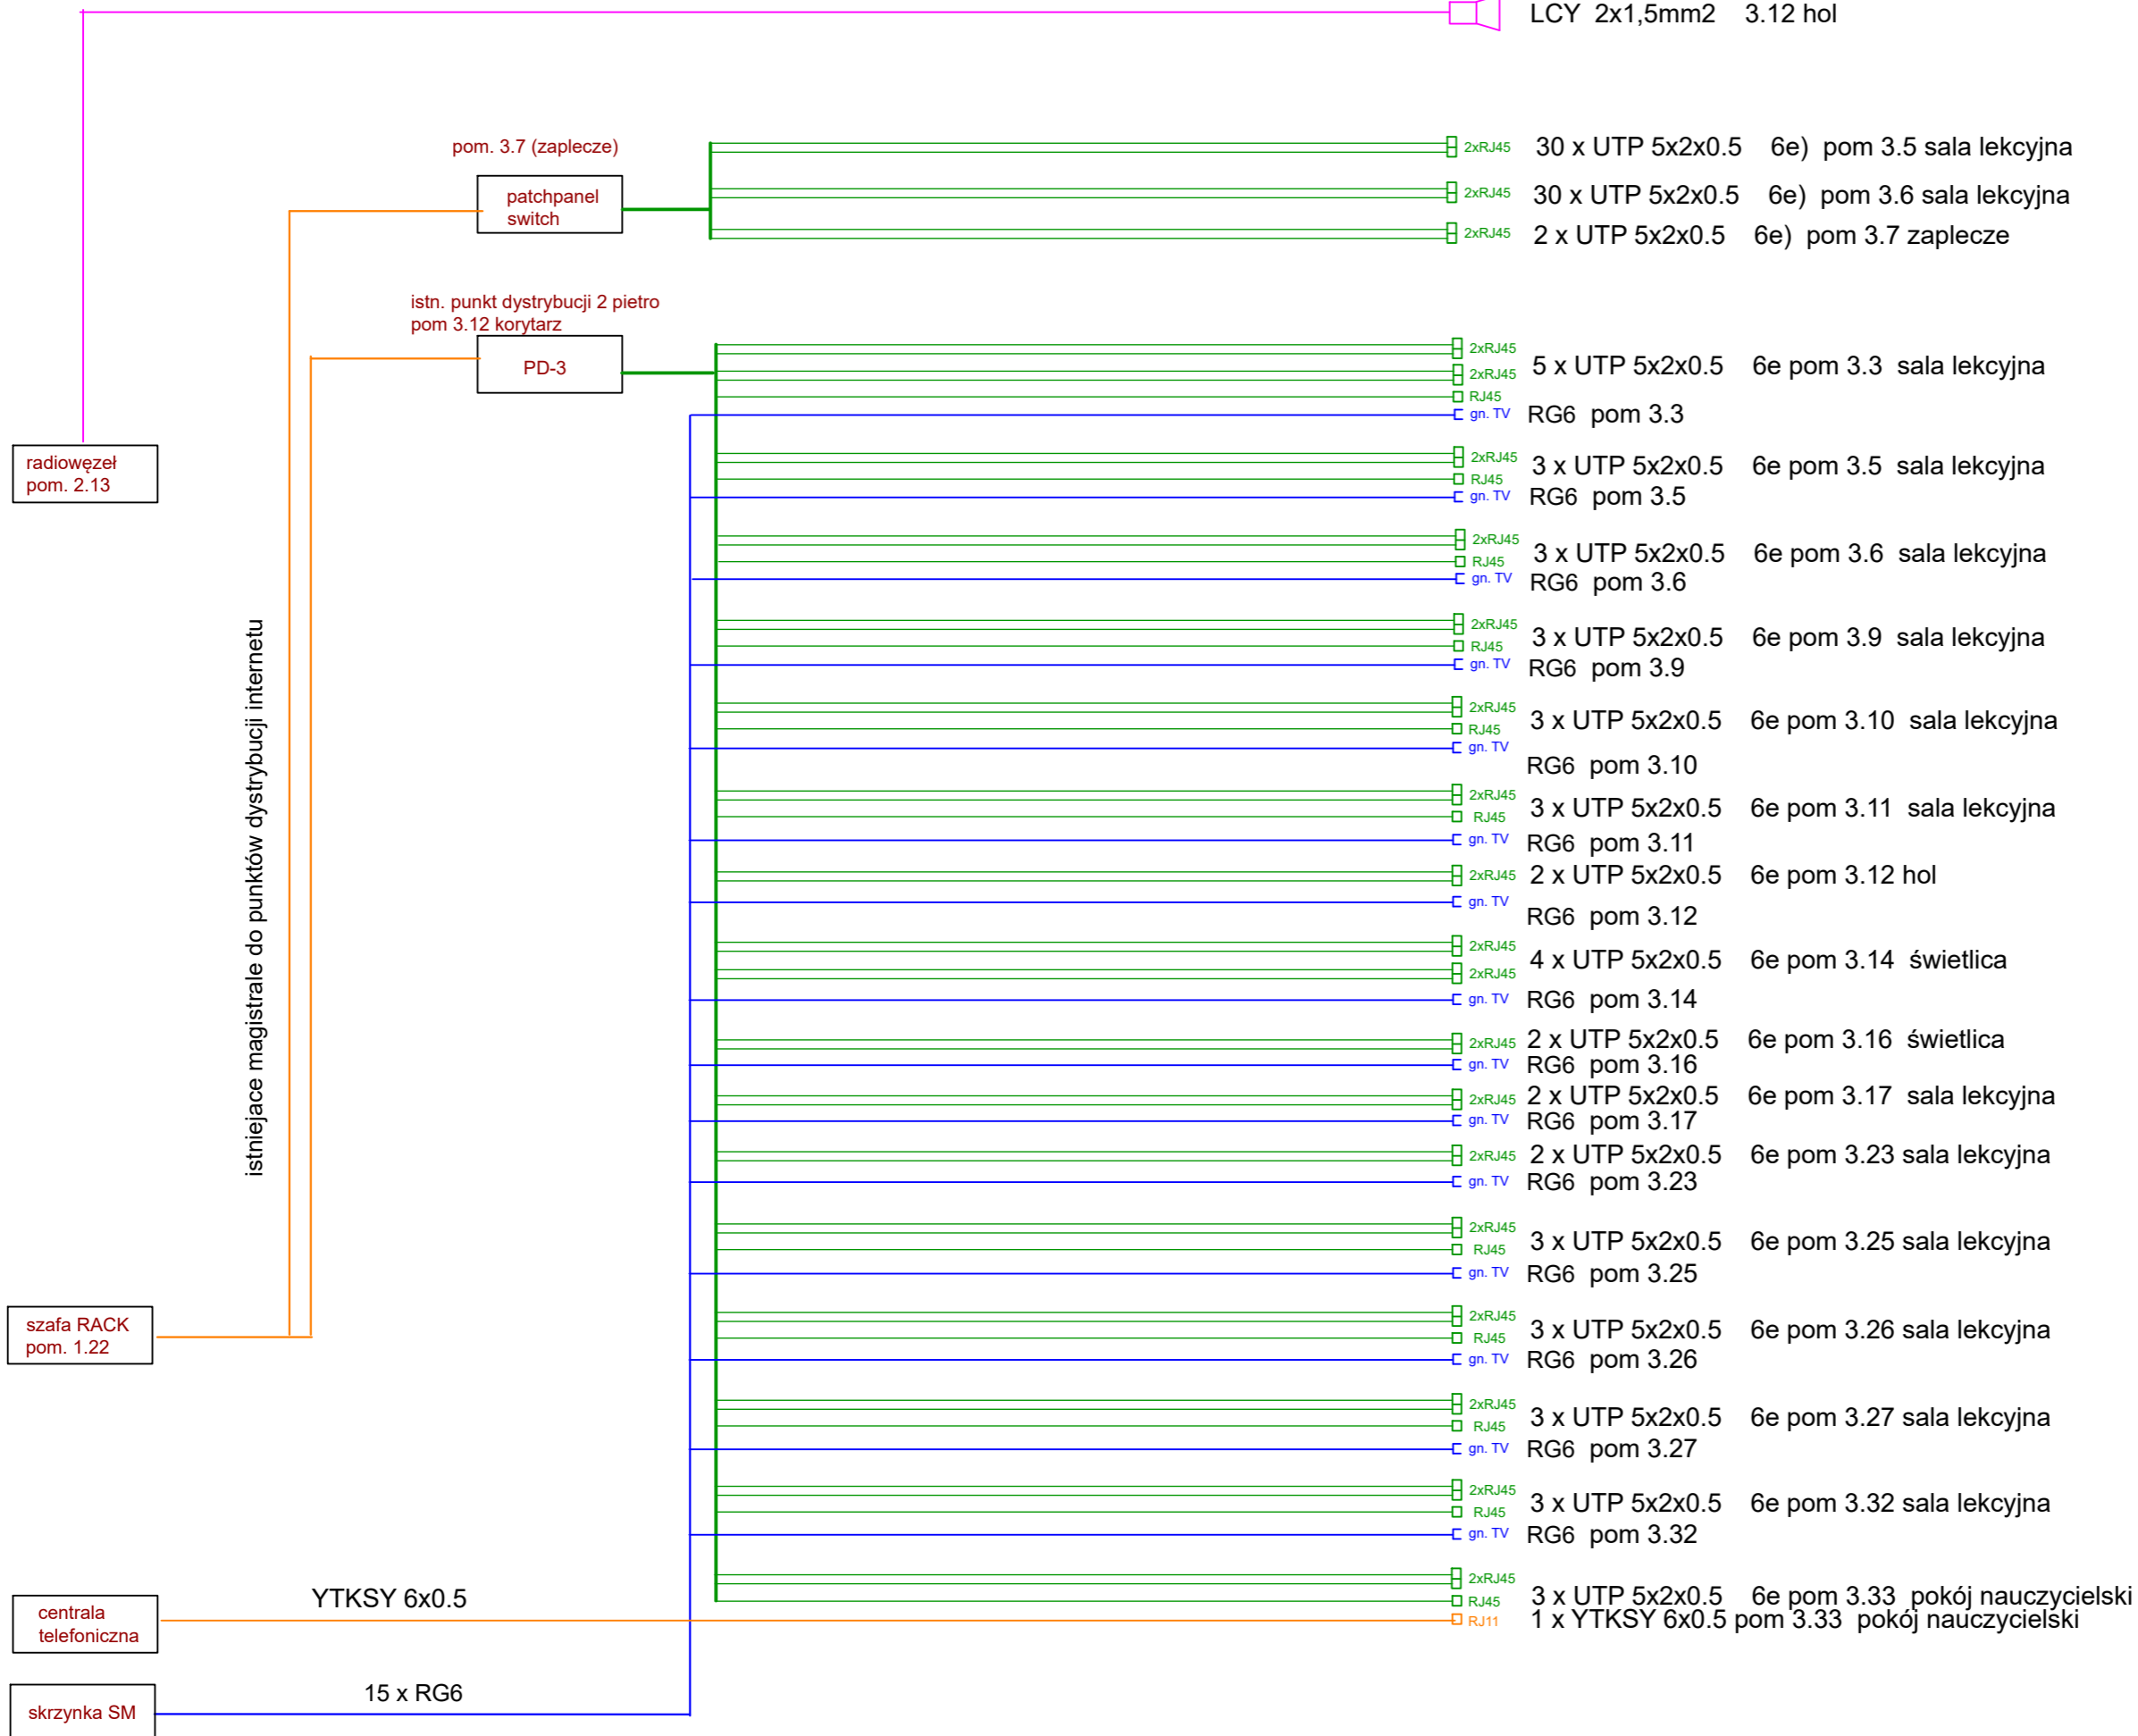 LCY 2x1,5mm2 3.12 hol
pom. 3.7 (zaplecze)
patchpanel
switch
2xRJ45 30 x UTP 5x2x0.5 6e) pom 3.5 sala lekcyjna
2xRJ45 30 x UTP 5x2x0.5 6e) pom 3.6 sala lekcyjna
2xRJ45 2 x UTP 5x2x0.5 6e) pom 3.7 zaplecze
istn. punkt dystrybucji 2 pietro
pom 3.12 korytarz
PD-3
2xRJ45
5 x UTP 5x2x0.5 6e pom 3.3 sala lekcyjna
2xRJ45
RJ45
gn. TV RG6 pom 3.3
radiowęzeł
pom. 2.13
2xRJ45
3 x UTP 5x2x0.5 6e pom 3.5 sala lekcyjna
RJ45
gn. TV RG6 pom 3.5
2xRJ45
3 x UTP 5x2x0.5 6e pom 3.6 sala lekcyjna
RJ45
gn. TV RG6 pom 3.6
istniejace magistrale do punktów dystrybucji internetu
2xRJ45
3 x UTP 5x2x0.5 6e pom 3.9 sala lekcyjna
RJ45
gn. TV RG6 pom 3.9
2xRJ45
3 x UTP 5x2x0.5 6e pom 3.10 sala lekcyjna
RJ45
gn. TV
RG6 pom 3.10
2xRJ45
3 x UTP 5x2x0.5 6e pom 3.11 sala lekcyjna
RJ45
gn. TV RG6 pom 3.11
2xRJ45 2 x UTP 5x2x0.5 6e pom 3.12 hol
gn. TV
RG6 pom 3.12
2xRJ45
4 x UTP 5x2x0.5 6e pom 3.14 świetlica
2xRJ45
gn. TV RG6 pom 3.14
2xRJ45 2 x UTP 5x2x0.5 6e pom 3.16 świetlica
gn. TV RG6 pom 3.16
2xRJ45 2 x UTP 5x2x0.5 6e pom 3.17 sala lekcyjna
gn. TV RG6 pom 3.17
2xRJ45 2 x UTP 5x2x0.5 6e pom 3.23 sala lekcyjna
gn. TV RG6 pom 3.23
2xRJ45
3 x UTP 5x2x0.5 6e pom 3.25 sala lekcyjna
RJ45
gn. TV RG6 pom 3.25
szafa RACK
pom. 1.22
2xRJ45
3 x UTP 5x2x0.5 6e pom 3.26 sala lekcyjna
RJ45
gn. TV RG6 pom 3.26
2xRJ45
3 x UTP 5x2x0.5 6e pom 3.27 sala lekcyjna
RJ45
gn. TV RG6 pom 3.27
2xRJ45
3 x UTP 5x2x0.5 6e pom 3.32 sala lekcyjna
RJ45
gn. TV RG6 pom 3.32
2xRJ45
RJ45 3 x UTP 5x2x0.5 6e pom 3.33 pokój nauczycielski
YTKSY 6x0.5
centrala
telefoniczna
RJ11 1 x YTKSY 6x0.5 pom 3.33 pokój nauczycielski
15 x RG6
skrzynka SM